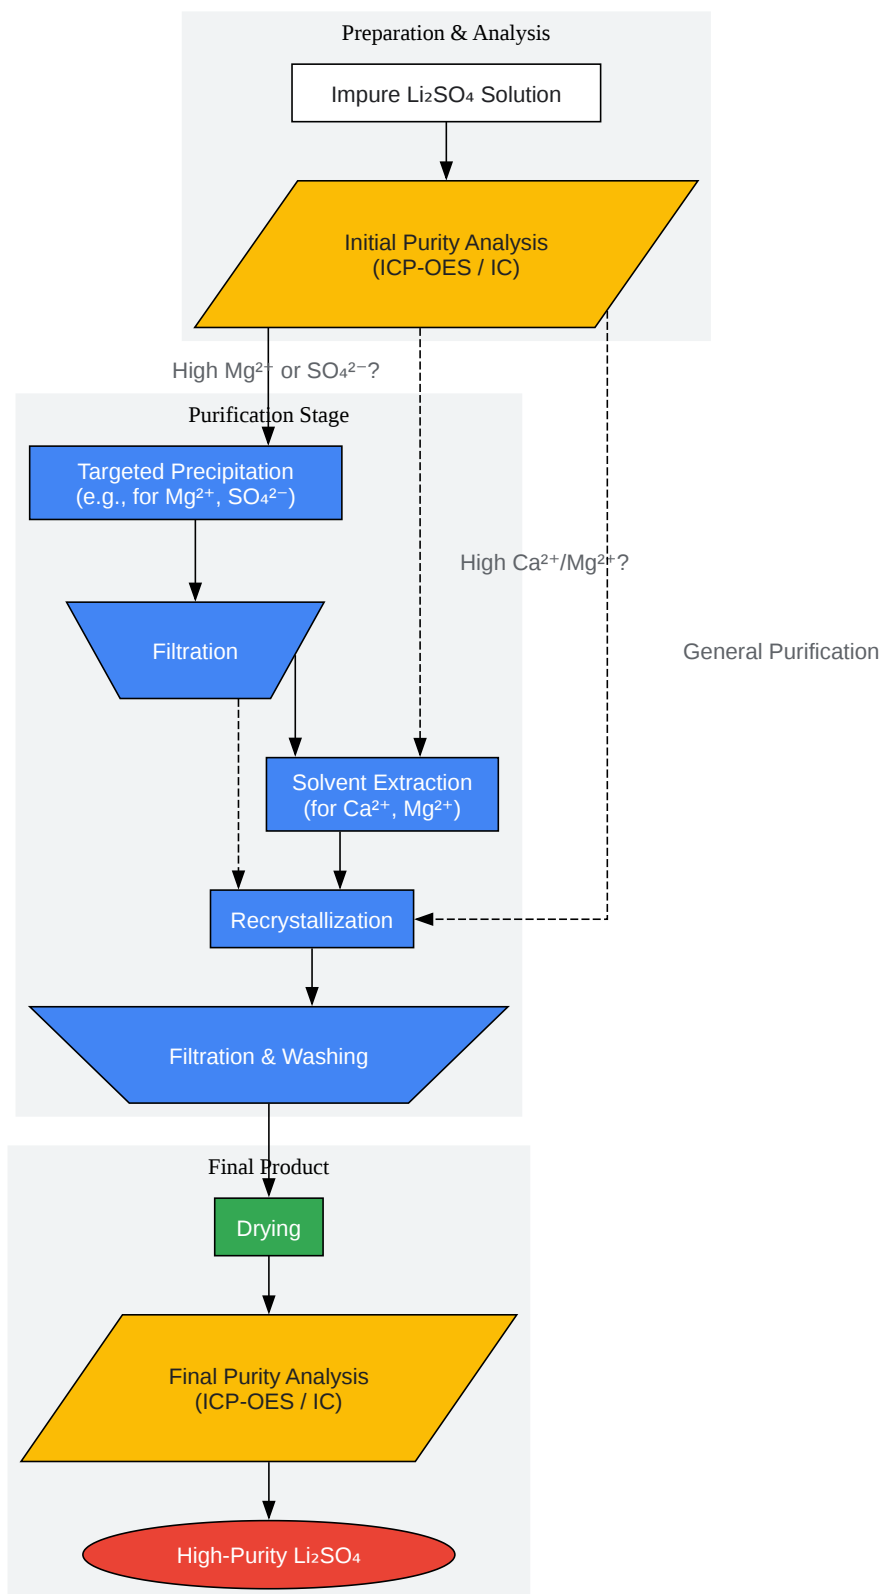 Preparation & Analysis
Impure Li₂SO₄ Solution
Initial Purity Analysis
(ICP-OES / IC)
High Mg²⁺ or SO₄²⁻?
Purification Stage
Targeted Precipitation
(e.g., for Mg²⁺, SO₄²⁻)
High Ca²⁺/Mg²⁺?
Filtration
General Purification
Solvent Extraction
(for Ca²⁺, Mg²⁺)
Recrystallization
Filtration & Washing
Final Product
Drying
Final Purity Analysis
(ICP-OES / IC)
High-Purity Li₂SO₄